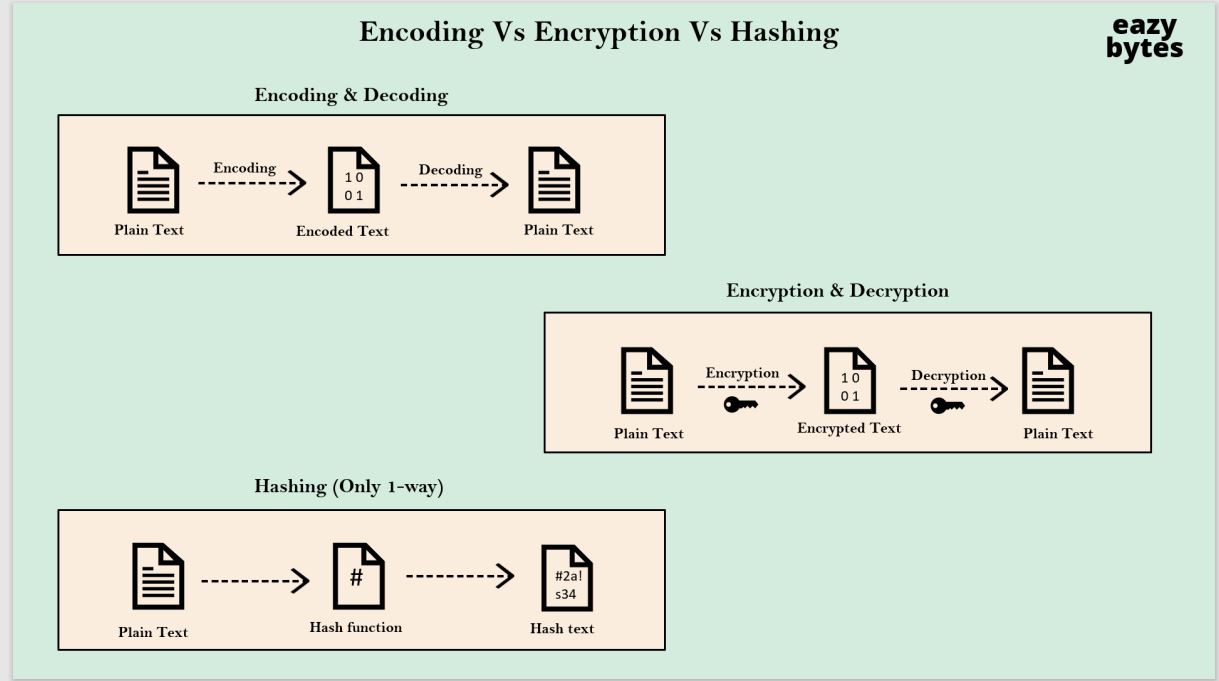 Encoding Vs Encryption Vs Hashing
eazy
bytes
Encoding & Decoding
Encoding
Decoding
1 0
0 1
Plain Text
Encoded Text
Plain Text
Encryption & Decryption
Encryption
Decryption
1 0
0 1
Plain Text
Encrypted Text
Plain Text
Hashing (Only 1-way)
#
#2a!
s34
Plain Text
Hash function
Hash text